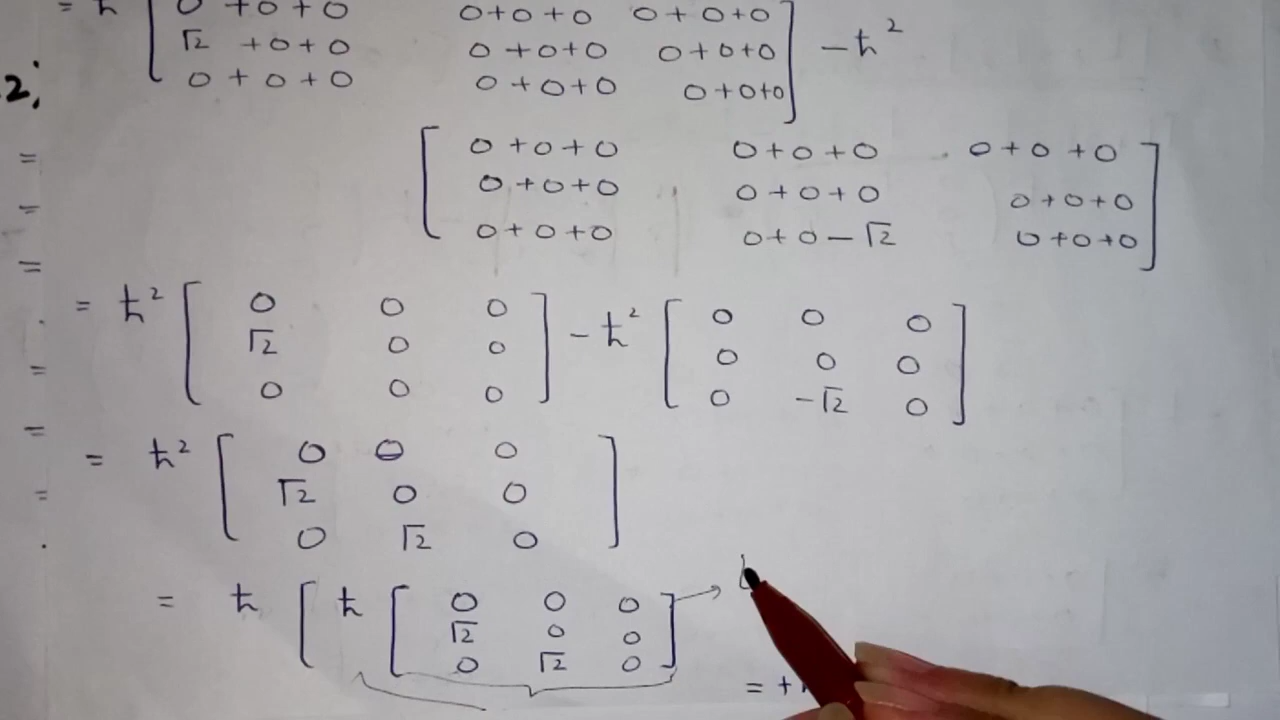 = ħ [ 0 + 0 + 0   0 + 0 + 0   0 + 0 + 0
√2 + 0 + 0   0 + 0 + 0   0 + 0 + 0 ] - ħ²
0 + 0 + 0   0 + 0 + 0   0 + 0 + 0
2;
[ 0 + 0 + 0   0 + 0 + 0   0 + 0 + 0 ]
0 + 0 + 0   0 + 0 + 0   0 + 0 + 0
0 + 0 + 0   0 + 0 - √2   0 + 0 + 0
= ħ² [ 0 0 0 ] - ħ² [ 0 0 0 ]
√2 0 0   0 0 0
0 0 0   0 -√2 0
= ħ² [ 0 0 0 ]
√2 0 0
0 √2 0
= ħ [ ħ [ 0 0 0 ] →
√2 0 0
0 √2 0
= +